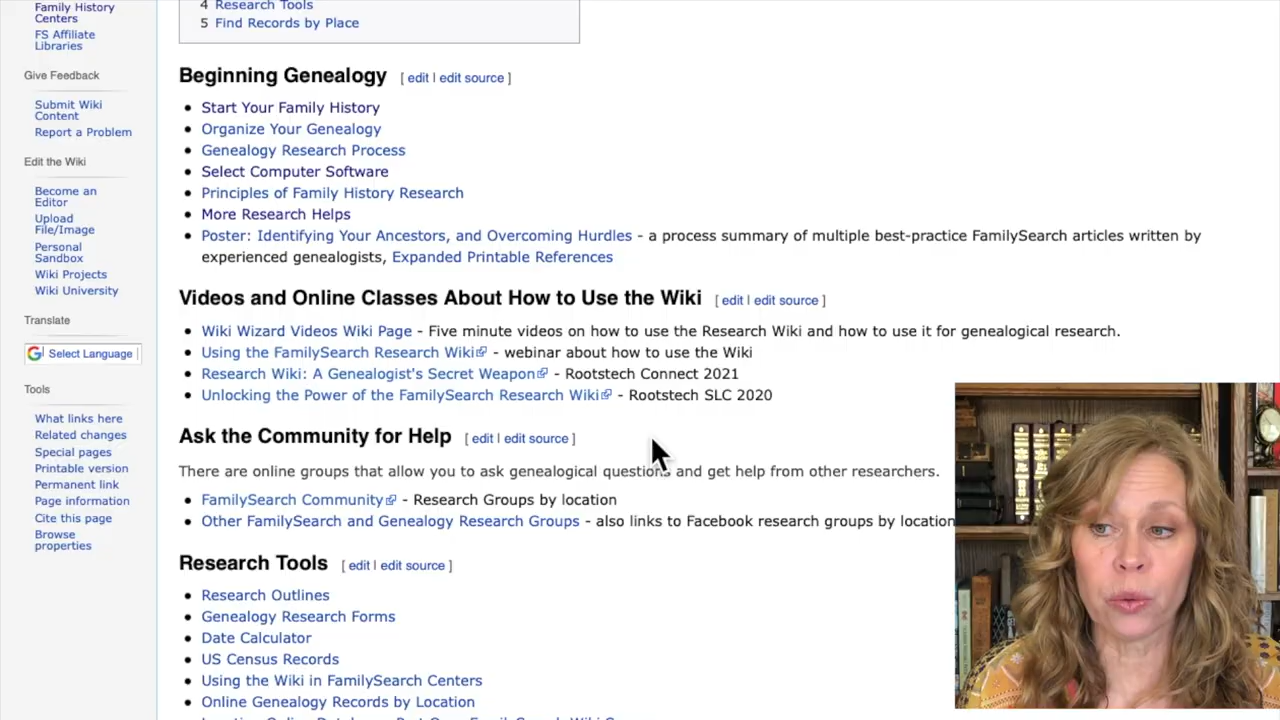 Family History
Centers
FS Affiliate
Libraries
Give Feedback
Submit Wiki
Content
Report a Problem
Edit the Wiki
Become an
Editor
Upload
File/Image
Personal
Sandbox
Wiki Projects
Wiki University
Translate
Select Language
Tools
What links here
Related changes
Special pages
Printable version
Permanent link
Page information
Cite this page
Browse
properties
4 Research Tools
5 Find Records by Place
Beginning Genealogy [ edit | edit source ]
Start Your Family History
Organize Your Genealogy
Genealogy Research Process
Select Computer Software
Principles of Family History Research
More Research Helps
Poster: Identifying Your Ancestors, and Overcoming Hurdles - a process summary of multiple best-practice FamilySearch articles written by
experienced genealogists, Expanded Printable References
Videos and Online Classes About How to Use the Wiki [ edit | edit source ]
Wiki Wizard Videos Wiki Page - Five minute videos on how to use the Research Wiki and how to use it for genealogical research.
Using the FamilySearch Research Wiki - webinar about how to use the Wiki
Research Wiki: A Genealogist's Secret Weapon - Rootstech Connect 2021
Unlocking the Power of the FamilySearch Research Wiki - Rootstech SLC 2020
Ask the Community for Help [ edit | edit source ]
There are online groups that allow you to ask genealogical questions and get help from other researchers.
FamilySearch Community - Research Groups by location
Other FamilySearch and Genealogy Research Groups - also links to Facebook research groups by location
Research Tools [ edit | edit source ]
Research Outlines
Genealogy Research Forms
Date Calculator
US Census Records
Using the Wiki in FamilySearch Centers
Online Genealogy Records by Location